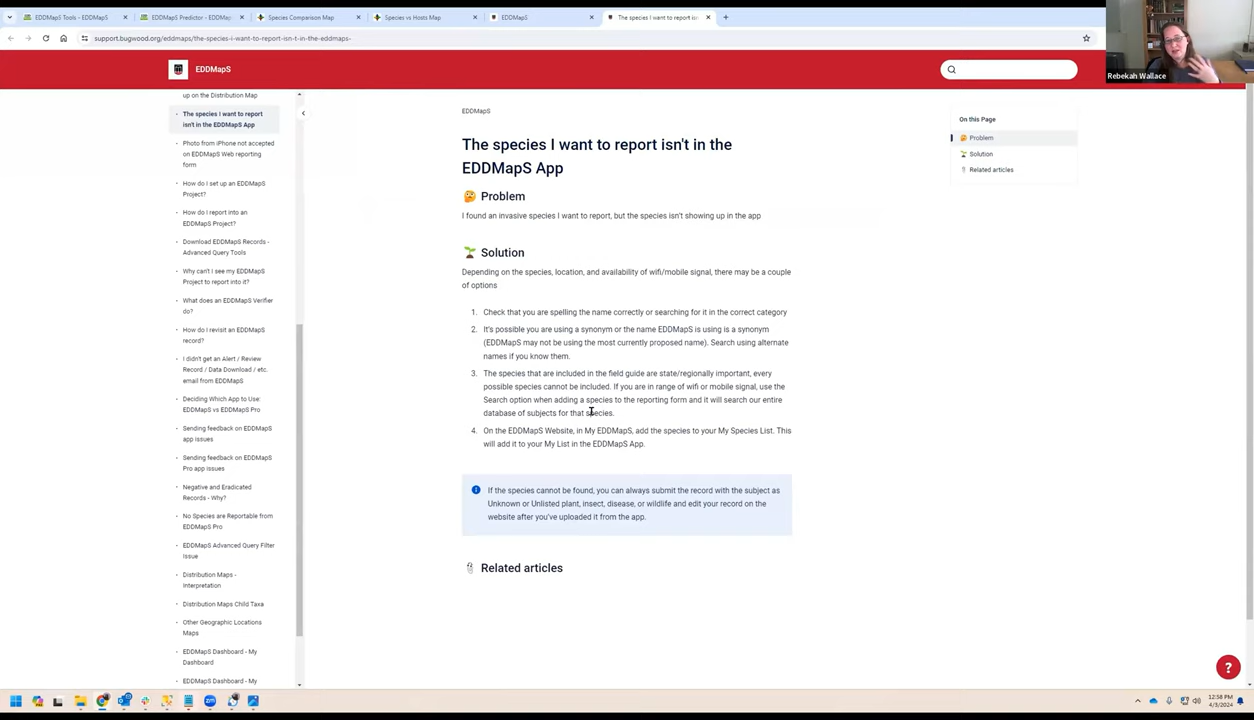 EDDMapS Tools - EDDMapS
EDDMapS Predictor - EDDMaps
Species Comparison Map
Species vs Hosts Map
EDDMapS
The species I want to report isn
support.bugwood.org/eddmaps/the-species-i-want-to-report-isn-t-in-the-eddmaps-
Rebekah Wallace
EDDMapS
up on the Distribution Map
The species I want to report
isn't in the EDDMapS App
Photo from iPhone not accepted
on EDDMapS Web reporting
form
How do I set up an EDDMapS
Project?
How do I report into an
EDDMapS Project?
Download EDDMapS Records -
Advanced Query Tools
Why can't I see my EDDMapS
Project to report into it?
What does an EDDMapS Verifier
do?
How do I revisit an EDDMapS
record?
I didn't get an Alert / Review
Record / Data Download / etc.
email from EDDMapS
Deciding Which App to Use:
EDDMapS vs EDDMapS Pro
Sending feedback on EDDMapS
app issues
Sending feedback on EDDMapS
Pro app issues
Negative and Eradicated
Records - Why?
No Species are Reportable from
EDDMapS Pro
EDDMapS Advanced Query Filter
Issue
Distribution Maps -
Interpretation
Distribution Maps Child Taxa
Other Geographic Locations
Maps
EDDMapS Dashboard - My
Dashboard
EDDMapS Dashboard - My
EDDMapS
The species I want to report isn't in the
EDDMapS App
🤔 Problem
I found an invasive species I want to report, but the species isn't showing up in the app
🌱 Solution
Depending on the species, location, and availability of wifi/mobile signal, there may be a couple
of options
1. Check that you are spelling the name correctly or searching for it in the correct category
2. It's possible you are using a synonym or the name EDDMapS is using is a synonym
(EDDMapS may not be using the most currently proposed name). Search using alternate
names if you know them.
3. The species that are included in the field guide are state/regionally important, every
possible species cannot be included. If you are in range of wifi or mobile signal, use the
Search option when adding a species to the reporting form and it will search our entire
database of subjects for that species.
4. On the EDDMapS Website, in My EDDMapS, add the species to your My Species List. This
will add it to your My List in the EDDMapS App.
If the species cannot be found, you can always submit the record with the subject as
Unknown or Unlisted plant, insect, disease, or wildlife and edit your record on the
website after you've uploaded it from the app.
Related articles
On this Page
🤔 Problem
🌱 Solution
Related articles
?
12:58 PM
4/3/2024